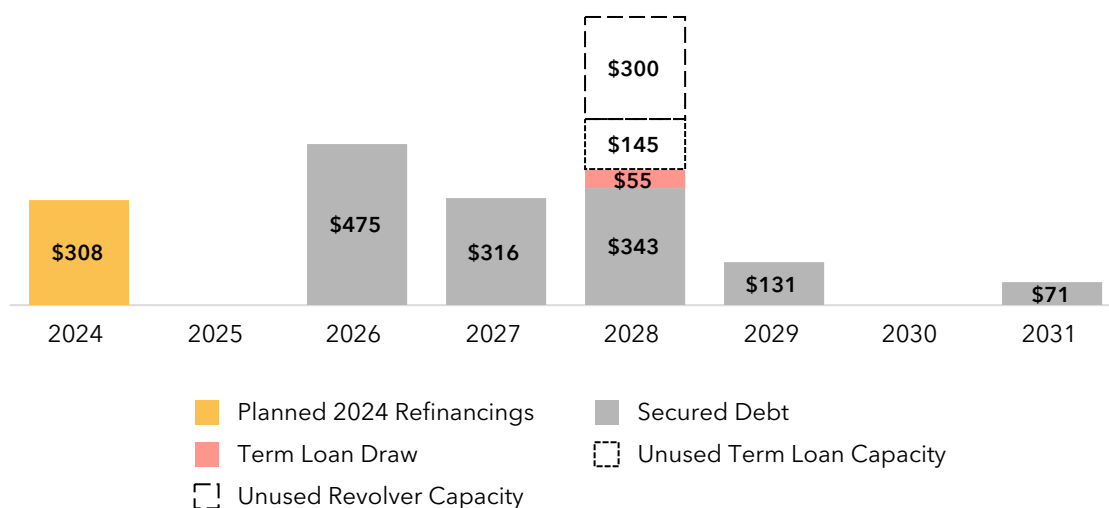 $300
$145
$55
$308
$475
$316
$343
$131
$71
2024 2025 2026 2027 2028 2029 2030 2031
Planned 2024 Refinancings Secured Debt
Term Loan Draw Unused Term Loan Capacity
Unused Revolver Capacity